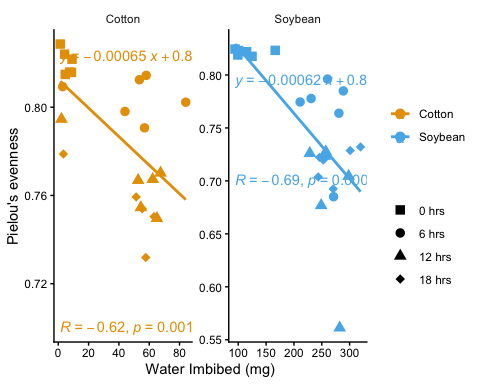 Cotton
Soybean
y = −0.00065 x + 0.8
y = −0.00062 x + 0.8
R = −0.62, p = 0.001
R = −0.69, p = 0.000
0.80
0.76
0.72
0.80
0.75
0.70
0.65
0.60
0.55
0 20 40 60 80
100 150 200 250 300
Pielou's evenness
Water Imbibed (mg)
Cotton
Soybean
0 hrs
6 hrs
12 hrs
18 hrs